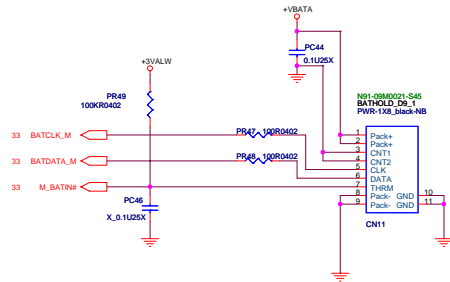 +VBATA
PC44
0.1U25X
+3VALW
PR49
100KR0402
N91-09M0021-S45
BATHOLD_D9_1
PWR-1X8_black-NB
33 BATCLK_M PR47 100R0402
33 BATDATA_M PR48 100R0402
33 M_BATIN#
PC46
X_0.1U25X
1 Pack+
2 Pack+
3 CNT1
4 CNT2
5 CLK
6 DATA
7 THRM
8 Pack- GND 10
9 Pack- GND 11
CN11